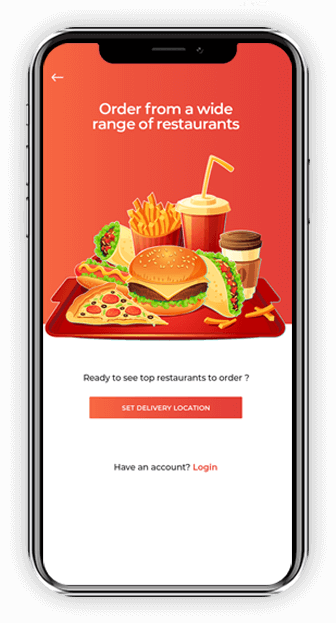 Order from a wide
range of restaurants
Ready to see top restaurants to order ?
SET DELIVERY LOCATION
Have an account? Login